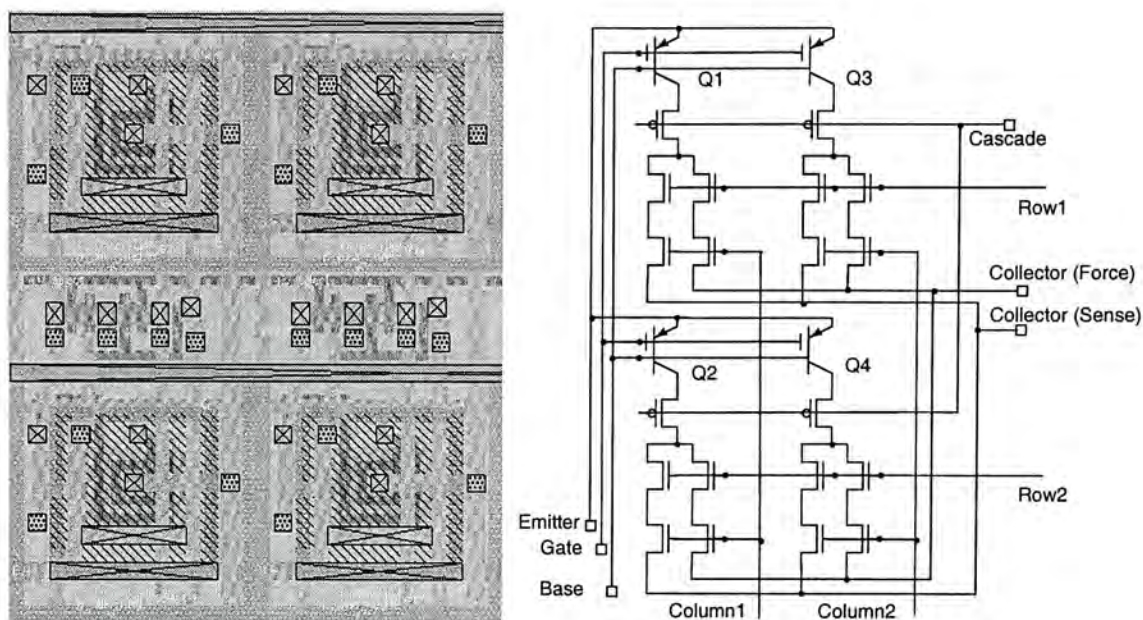 Q1
Q3
Cascade
Row1
Collector (Force)
Collector (Sense)
Q2
Q4
Row2
Emitter
Gate
Base
Column1
Column2